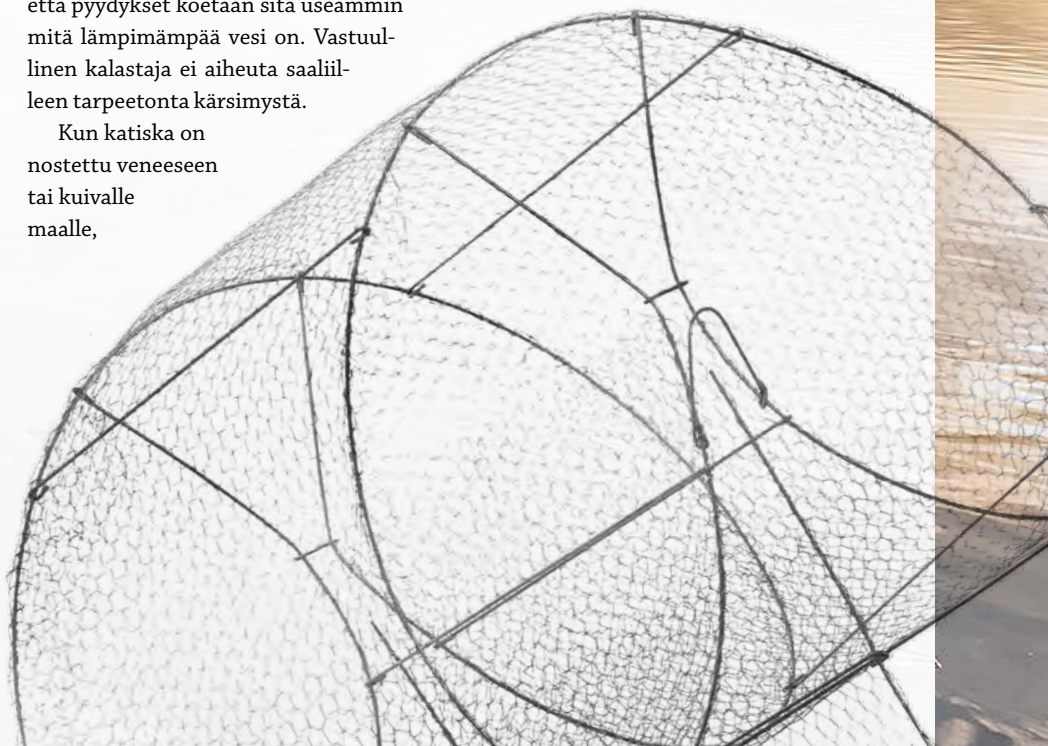 että pyydykset koetaan sitä useammin
mitä lämpimämpää vesi on. Vastuul-
linen kalastaja ei aiheuta saaliil-
leen tarpeetonta kärsimystä.
Kun katiska on
nostettu veneeseen
tai kuivalle
maalle,